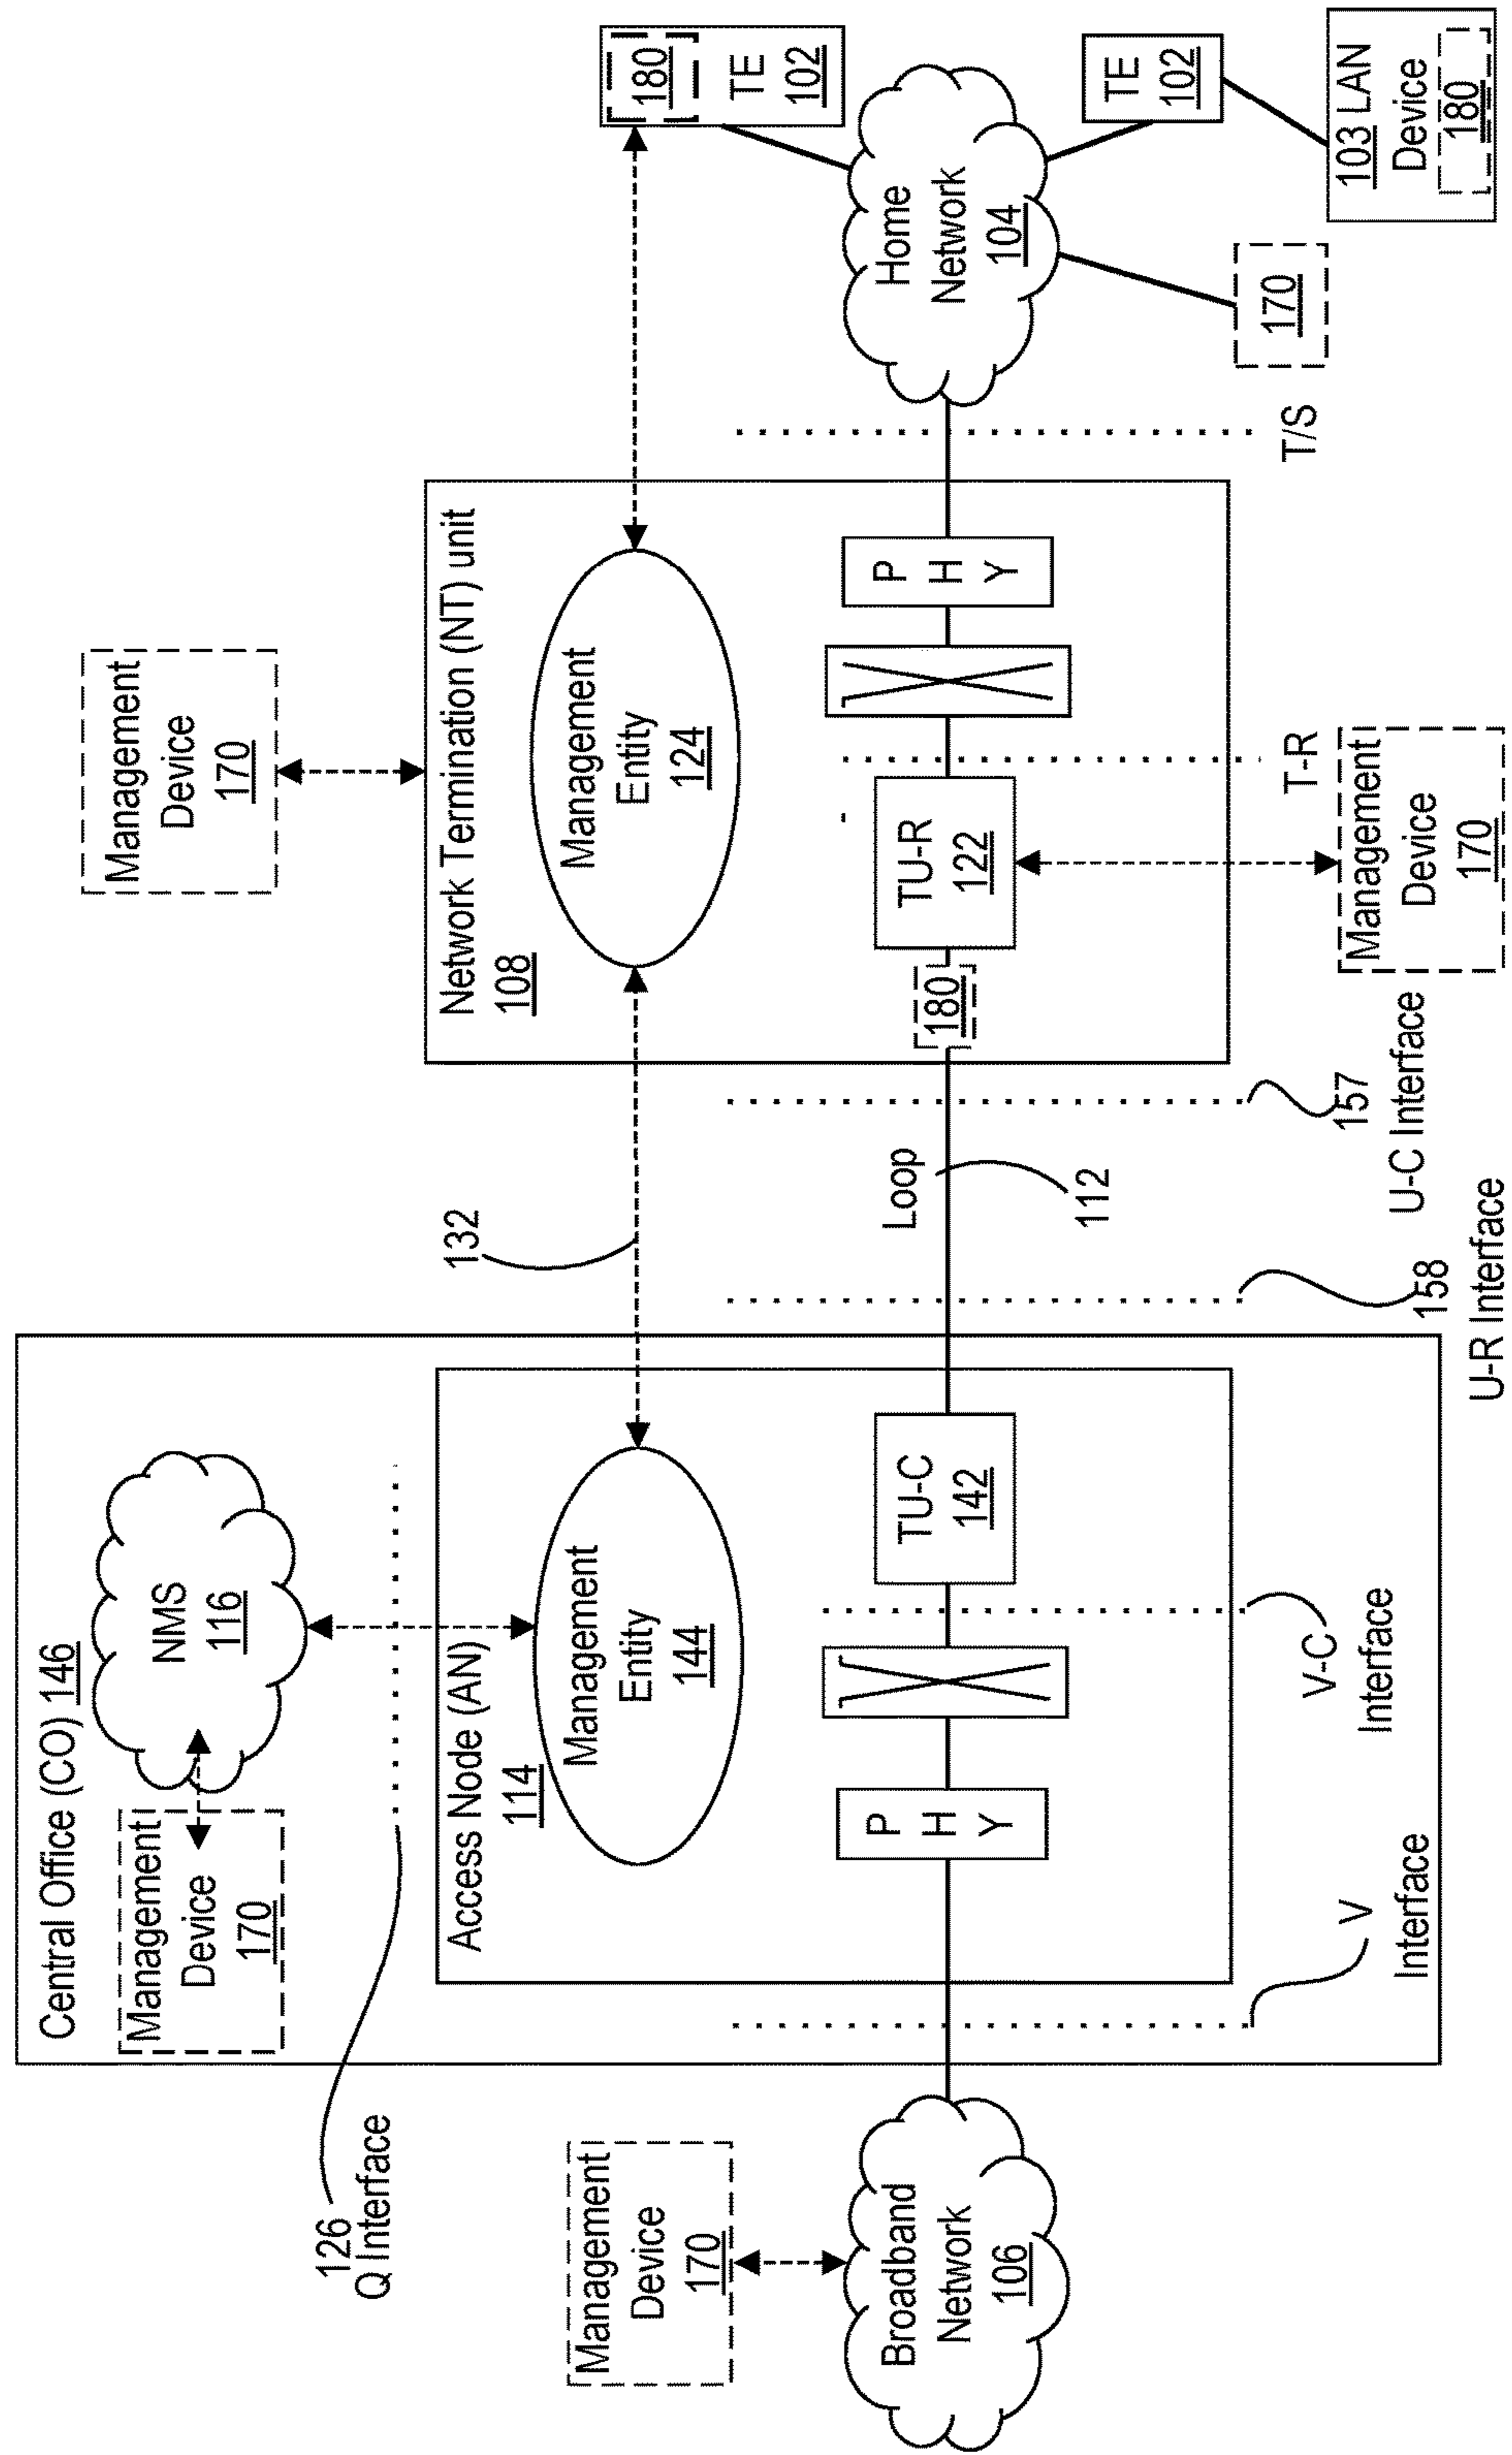 Central Office (CO) 146
Management
Device
170
NMS
116
126
Q Interface
Access Node (AN)
114
Management
Entity
144
P
H
Y
TU-C
142
V-C
Interface
V
Interface
Management
Device
170
Broadband
Network
106
132
Loop
112
158
U-R Interface
157
U-C Interface
Management
Device
170
Network Termination (NT) unit
108
Management
Entity
124
180
TU-R
122
P
H
Y
T-R
Management
Device
170
T/S
Home
Network
104
180
TE
102
TE
102
103 LAN
Device
180
170